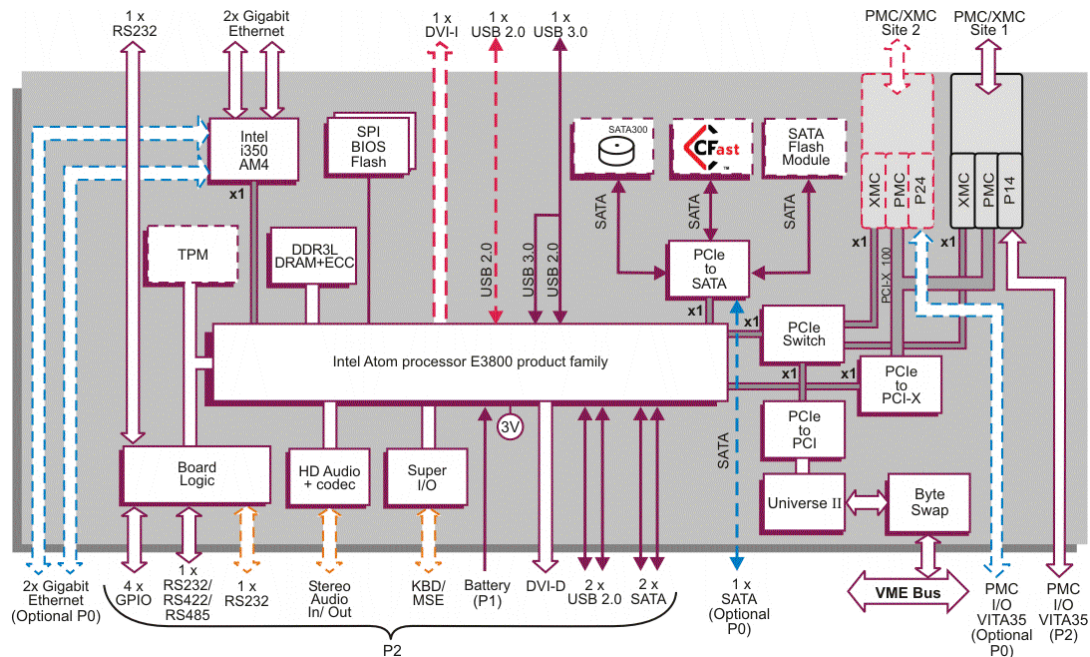 1 x
RS232
2x Gigabit
Ethernet
1 x
DVI-I
1 x
USB 2.0
1 x
USB 3.0
PMC/XMC
Site 2
PMC/XMC
Site 1
Intel
i350
AM4
SPI
BIOS
Flash
SATA300
CFast
TM
SATA
Flash
Module
XMC
PMC
P24
XMC
PMC
P14
x1
SATA
SATA
SATA
TPM
DDR3L
DRAM+ECC
USB 2.0
USB 3.0
USB 2.0
PCIe
to
SATA
x1
PCI-X 100
x1
x1
x1
PCIe
Switch
Intel Atom processor E3800 product family
x1
x1
PCIe
to
PCI-X
3V
PCIe
to
PCI
SATA
Board
Logic
HD Audio
+ codec
Super
I/O
Universe II
Byte
Swap
2x Gigabit
Ethernet
(Optional P0)
4 x
GPIO
1 x
RS232/
RS422/
RS485
1 x
RS232
Stereo
Audio
In/ Out
KBD/
MSE
Battery
(P1)
DVI-D
2 x
USB 2.0
2 x
SATA
1 x
SATA
(Optional
P0)
VME Bus
PMC
I/O
VITA35
(Optional
P0)
PMC
I/O
VITA35
(P2)
P2